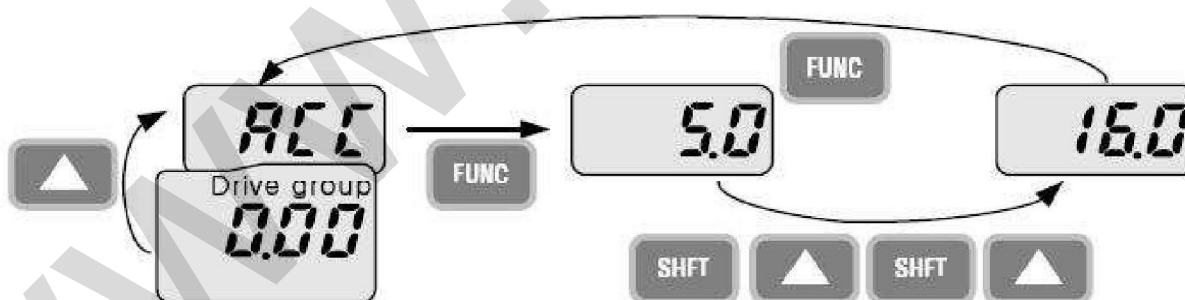 FUNC
ACC
5.0
16.0
FUNC
Drive group
0.00
SHFT
SHFT